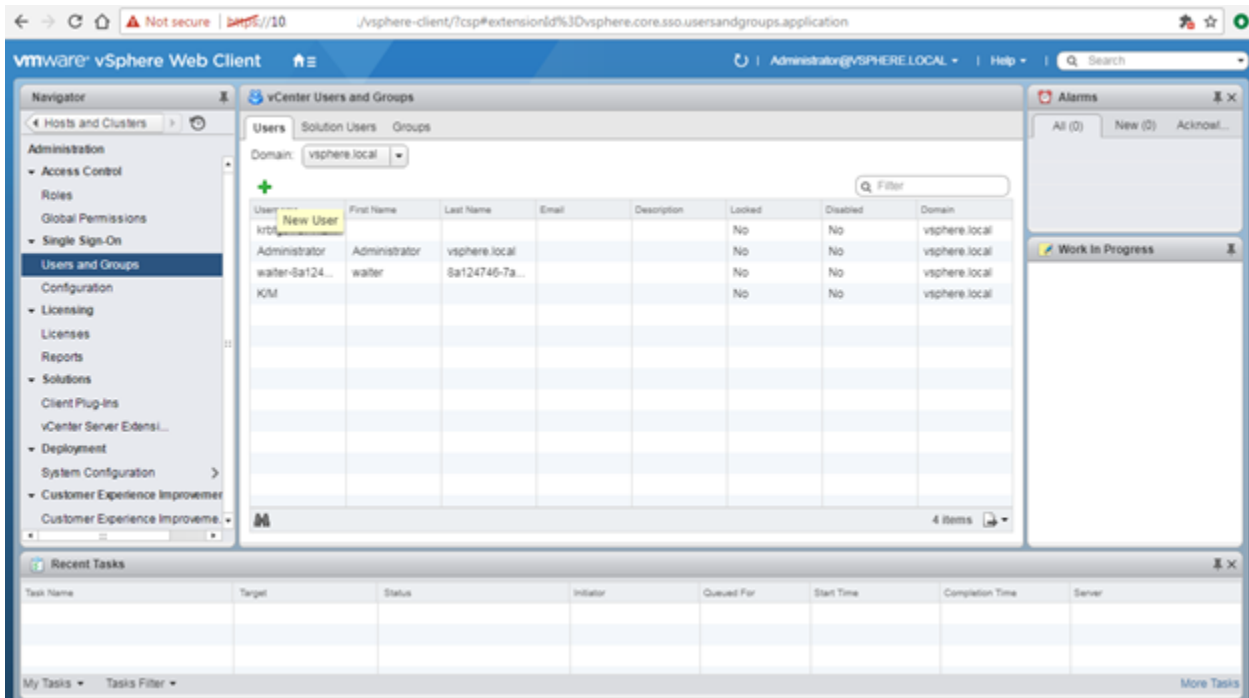 Not secure | https://10 ./vsphere-client/?csp#extensionId%3Dvsphere.core.sso.usersandgroups.application
vmware® vSphere Web Client Administrator@VSPHERE.LOCAL Help Search
Navigator
Hosts and Clusters
Administration
Access Control
Roles
Global Permissions
Single Sign-On
Users and Groups
Configuration
Licensing
Licenses
Reports
Solutions
Client Plug-Ins
vCenter Server Extensi...
Deployment
System Configuration
Customer Experience Improvemen
Customer Experience Improveme.
vCenter Users and Groups
Users Solution Users Groups
Domain: vsphere.local
Filter
First Name Last Name Email Description Locked Disabled Domain
New User
No No vsphere.local
Administrator Administrator vsphere.local No No vsphere.local
waiter-8a124... waiter 8a124746-7a... No No vsphere.local
K/M No No vsphere.local
4 items
Alarms
All (0) New (0) Acknowl...
Work In Progress
Recent Tasks
Task Name Target Status Initiator Queued For Start Time Completion Time Server
My Tasks Tasks Filter More Tasks